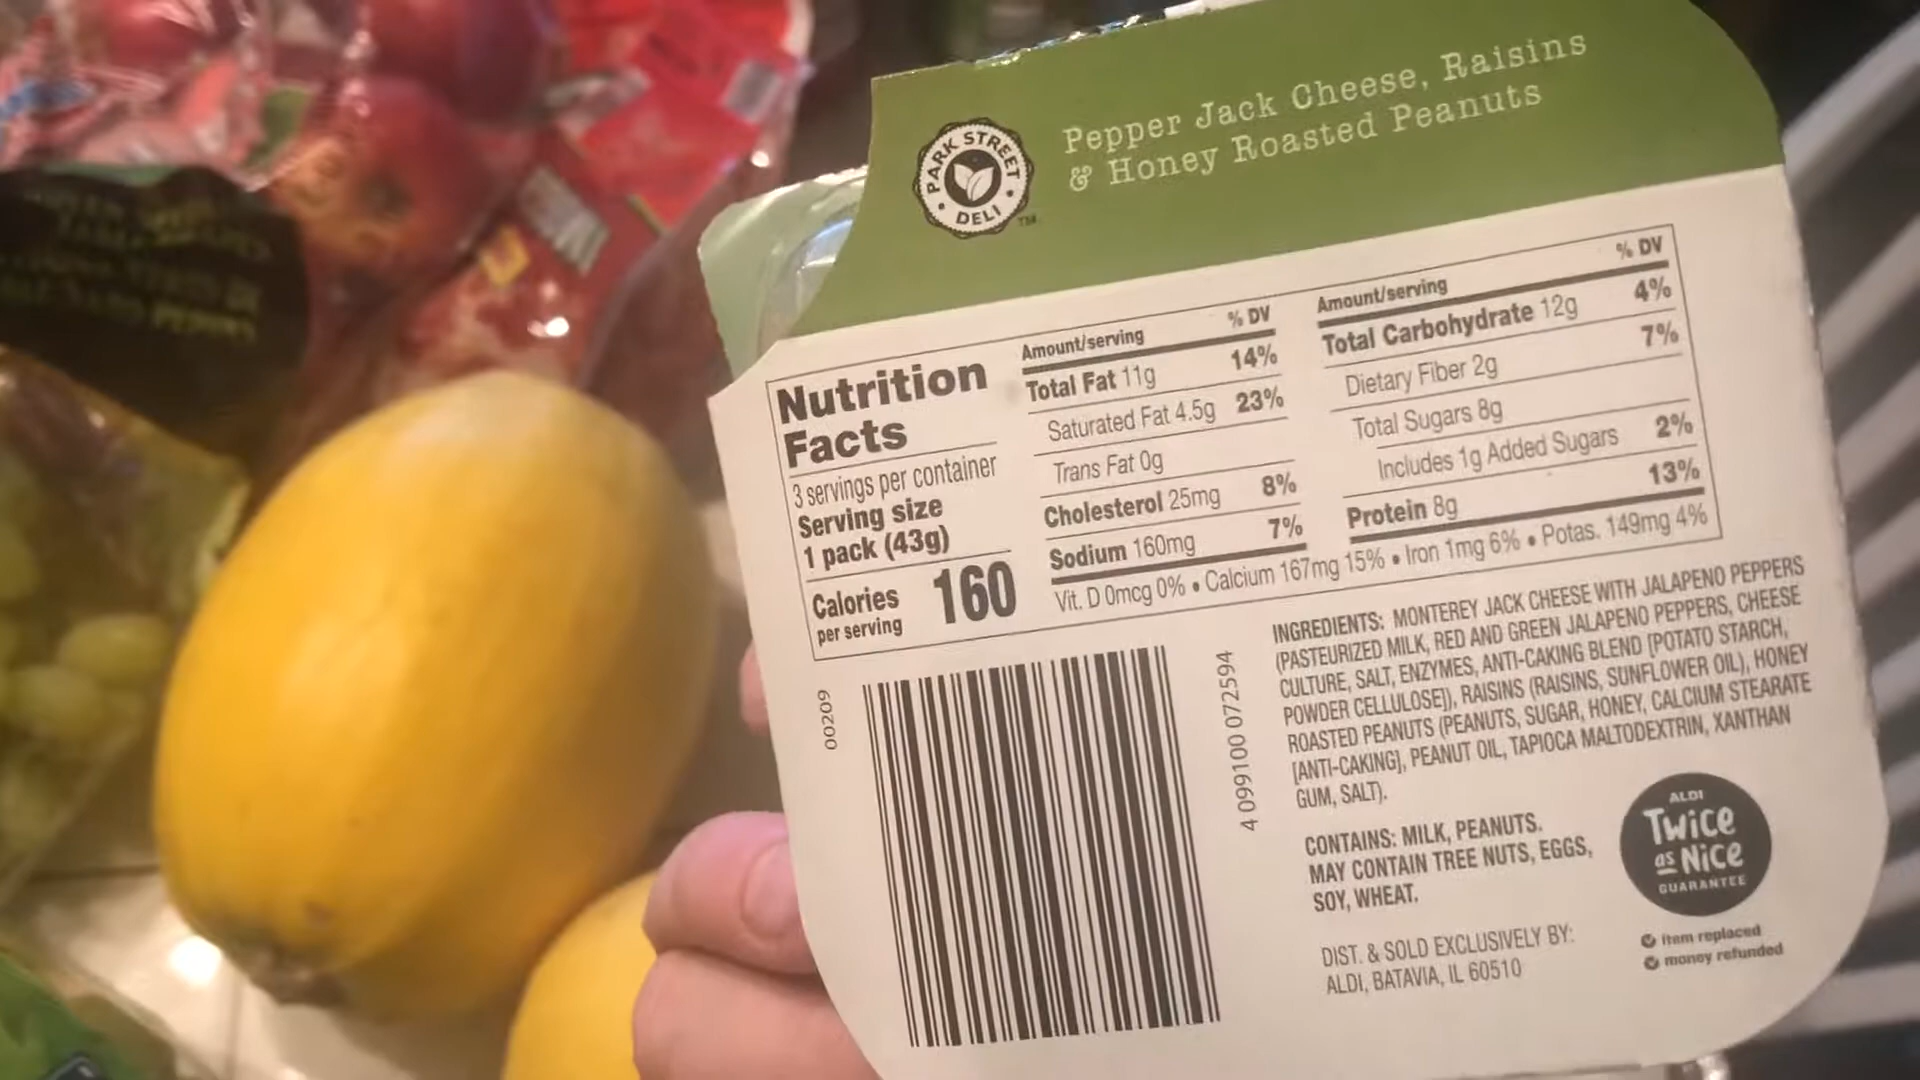 PARK STREET
DELI
TM
Pepper Jack Cheese, Raisins
& Honey Roasted Peanuts
Nutrition
Facts
3 servings per container
Serving size
1 pack (43g)
Calories
per serving
160
Amount/serving % DV
Total Fat 11g 14%
Saturated Fat 4.5g 23%
Trans Fat 0g
Cholesterol 25mg 8%
Sodium 160mg 7%
Amount/serving % DV
Total Carbohydrate 12g 4%
Dietary Fiber 2g 7%
Total Sugars 8g
Includes 1g Added Sugars 2%
Protein 8g 13%
Vit. D 0mcg 0% • Calcium 167mg 15% • Iron 1mg 6% • Potas. 149mg 4%
00209
4 099100 072594
INGREDIENTS: MONTEREY JACK CHEESE WITH JALAPENO PEPPERS
(PASTEURIZED MILK, RED AND GREEN JALAPENO PEPPERS, CHEESE
CULTURE, SALT, ENZYMES, ANTI-CAKING BLEND [POTATO STARCH,
POWDER CELLULOSE]), RAISINS (RAISINS, SUNFLOWER OIL), HONEY
ROASTED PEANUTS (PEANUTS, SUGAR, HONEY, CALCIUM STEARATE
[ANTI-CAKING], PEANUT OIL, TAPIOCA MALTODEXTRIN, XANTHAN
GUM, SALT).
CONTAINS: MILK, PEANUTS.
MAY CONTAIN TREE NUTS, EGGS,
SOY, WHEAT.
DIST. & SOLD EXCLUSIVELY BY:
ALDI, BATAVIA, IL 60510
ALDI
Twice
as Nice
GUARANTEE
item replaced
money refunded